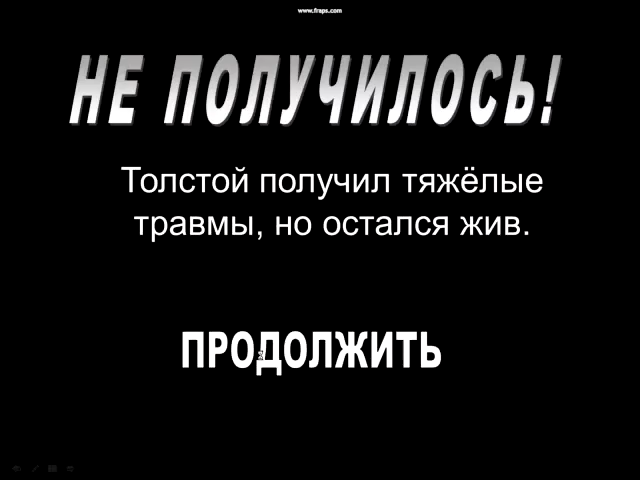 www.fraps.com
НЕ ПОЛУЧИЛОСЬ!
Толстой получил тяжёлые
травмы, но остался жив.
ПРОДОЛЖИТЬ